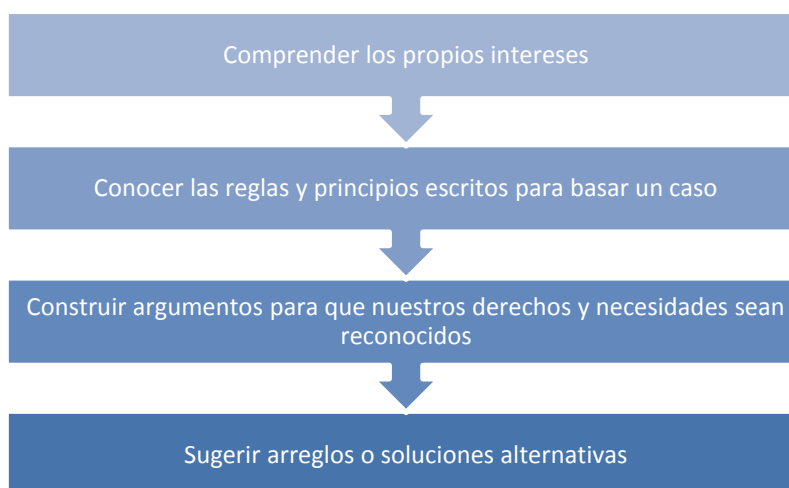 Comprender los propios intereses
Conocer las reglas y principios escritos para basar un caso
Construir argumentos para que nuestros derechos y necesidades sean
reconocidos
Sugerir arreglos o soluciones alternativas